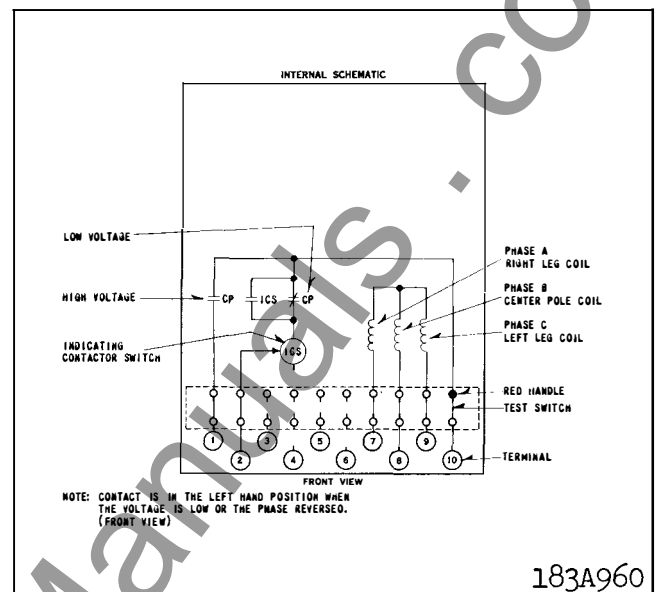 INTERNAL SCHEMATIC
LOW VOLTAGE
HIGH VOLTAGE
CP
ICS
CP
INDICATING
CONTACTOR SWITCH
ICS
PHASE A
RIGHT LEG COIL
PHASE B
CENTER POLE COIL
PHASE C
LEFT LEG COIL
RED HANDLE
TEST SWITCH
1
2
3
4
5
6
7
8
9
10
TERMINAL
FRONT VIEW
NOTE: CONTACT IS IN THE LEFT HAND POSITION WHEN
THE VOLTAGE IS LOW OR THE PHASE REVERSED.
(FRONT VIEW)
183A960
Manuals.co